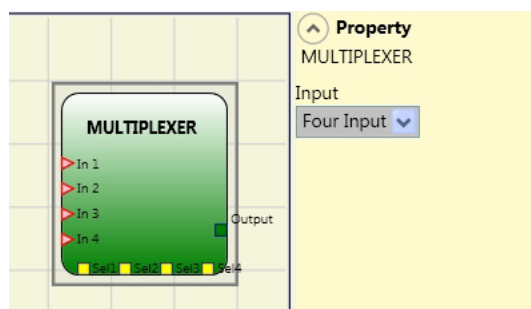 MULTIPLEXER
In 1
In 2
In 3
In 4
Output
Sel1 Sel2 Sel3 Sel4
Property
MULTIPLEXER
Input
Four Input